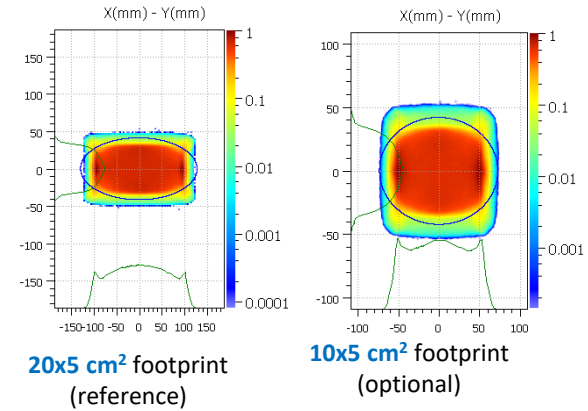 X(mm) - Y(mm)
X(mm) - Y(mm)
150
100
50
0
-50
-100
-150
-150-100 -50 0 50 100 150
1
0.1
0.01
0.001
0.0001
100
50
0
-50
-100
-100 -50 0 50 100
1
0.1
0.01
0.001
20x5 cm² footprint
(reference)
10x5 cm² footprint
(optional)